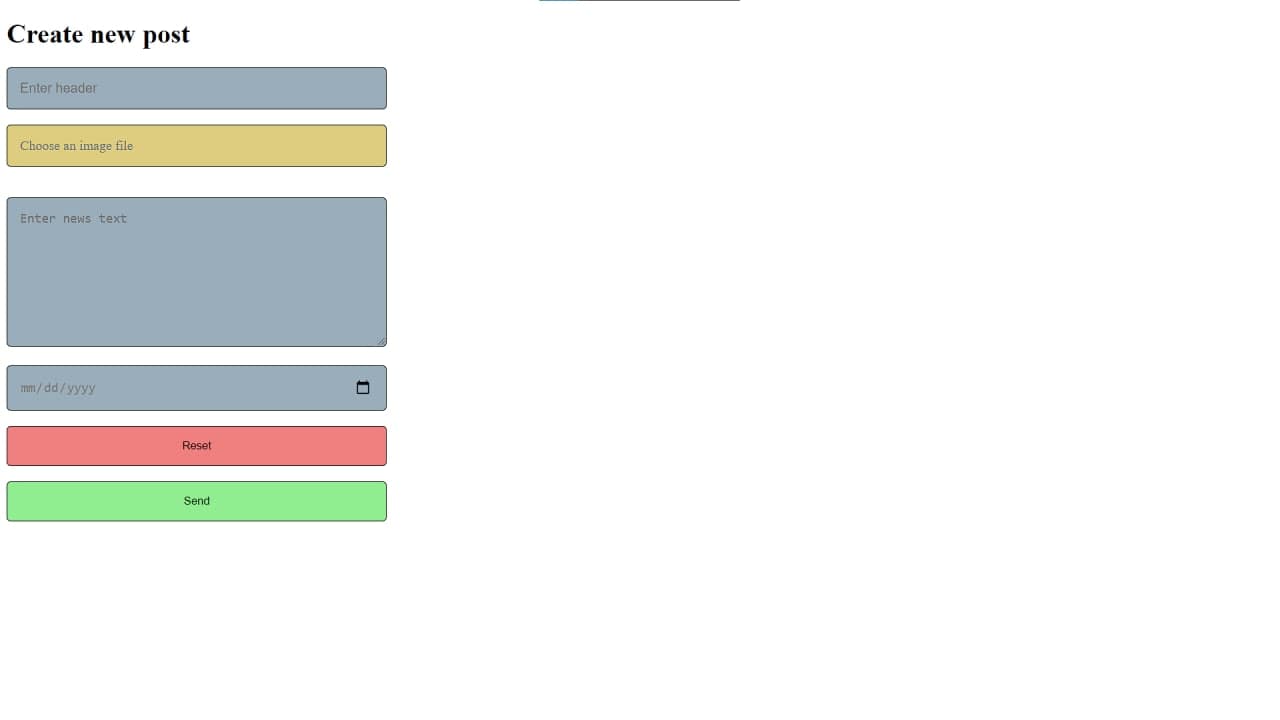 Create new post
Enter header
Choose an image file
Enter news text
mm/dd/yyyy
Reset
Send